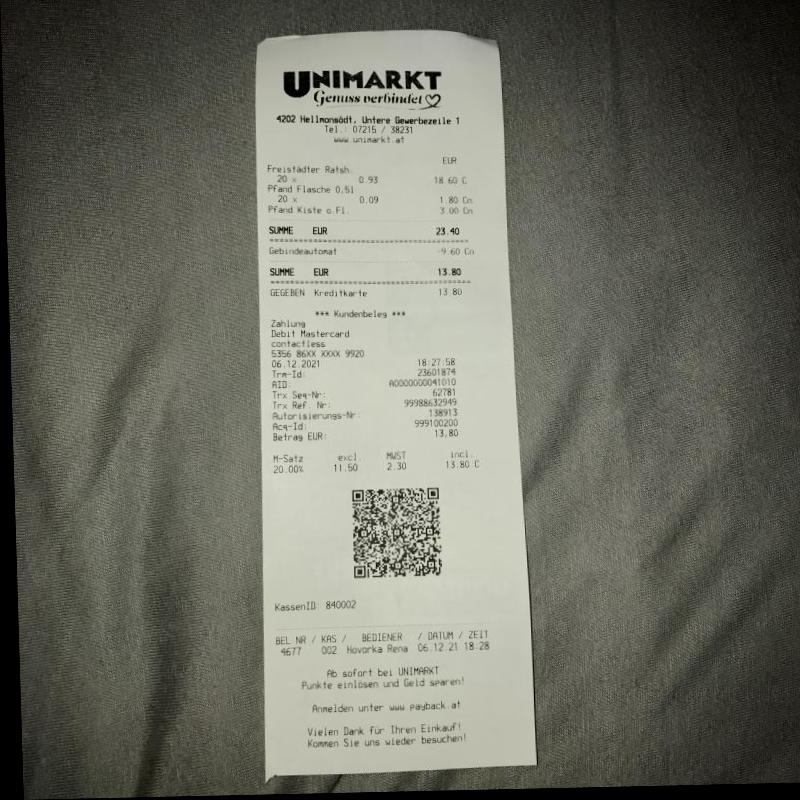 UNIMARKT
Genuss verbindet
4202 Hellmonsödt, Untere Gewerbezeile 1
Tel.: 07215 / 38231
www.unimarkt.at
EUR
Freistädter Ratsh.
20 x 0.93 18.60 C
Pfand Flasche 0,5l
20 x 0.09 1.80 Cn
Pfand Kiste o.Fl. 3.00 Cn
SUMME EUR 23.40
Gebindeautomat -9.60 Cn
SUMME EUR 13.80
GEGEBEN Kreditkarte 13.80
*** Kundenbeleg ***
Zahlung
Debit Mastercard
contactless
5356 86XX XXXX 9920
06.12.2021 18:27:58
Trm-Id: 23601874
AID: A0000000041010
Trx Seq-Nr: 62781
Trx Ref. Nr: 99988632949
Autorisierungs-Nr: 138913
Acq-Id: 999100200
Betrag EUR: 13,80
M-Satz excl. MWST incl.
20.00% 11.50 2.30 13.80 C
KassenID: 840002
BEL NR / KAS / BEDIENER / DATUM / ZEIT
4677 002 Hovorka Rena 06.12.21 18:28
Ab sofort bei UNIMARKT
Punkte einlösen und Geld sparen!
Anmelden unter www.payback.at
Vielen Dank für Ihren Einkauf!
Kommen Sie uns wieder besuchen!